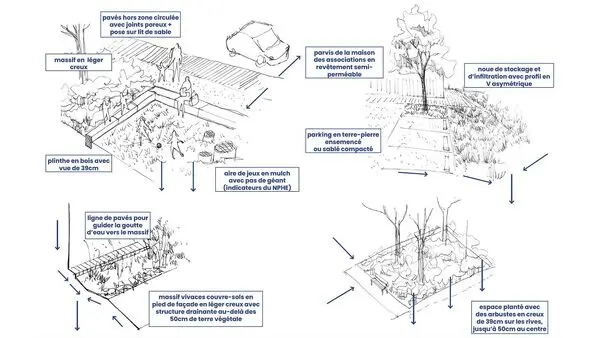 pavés hors zone circulée
avec joints poreux +
pose sur lit de sable
massif en léger
creux
parvis de la maison
des associations en
revêtement semi-
perméable
noue de stockage et
d'infiltration avec profil en
V asymétrique
plinthe en bois avec
vue de 39cm
aire de jeux en mulch
avec pas de géant
(indicateurs du NPHE)
parking en terre-pierre
ensemencé
ou sablé compacté
ligne de pavés pour
guider la goutte
d'eau vers le massif
massif vivaces couvre-sols en
pied de façade en léger creux avec
structure drainante au-delà des
50cm de terre végétale
espace planté avec
des arbustes en creux
de 39cm sur les rives,
jusqu'à 50cm au centre